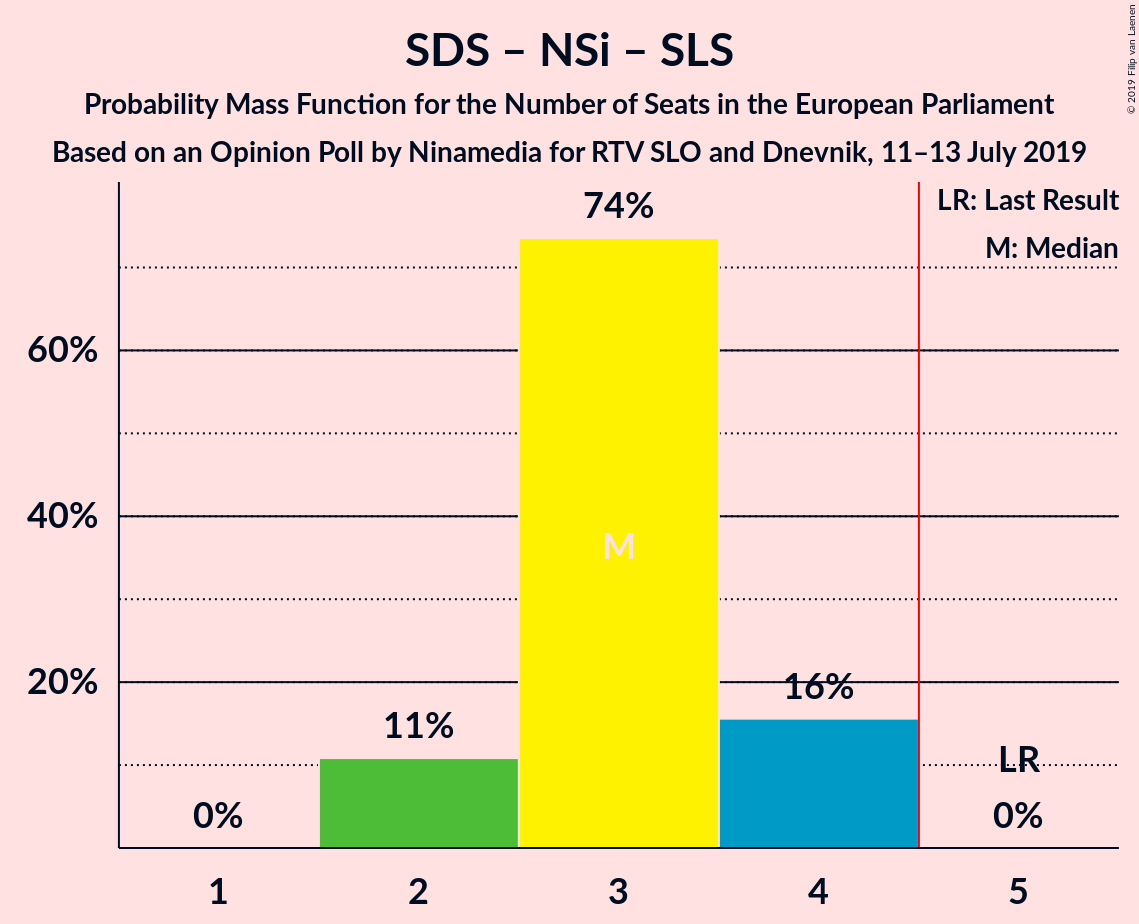 SDS – NSi – SLS
Probability Mass Function for the Number of Seats in the European Parliament
Based on an Opinion Poll by Ninamedia for RTV SLO and Dnevnik, 11–13 July 2019
© 2019 Filip van Laenen
LR: Last Result
M: Median
74%
60%
40%
20%
M
16%
11%
LR
0%
0%
1 2 3 4 5